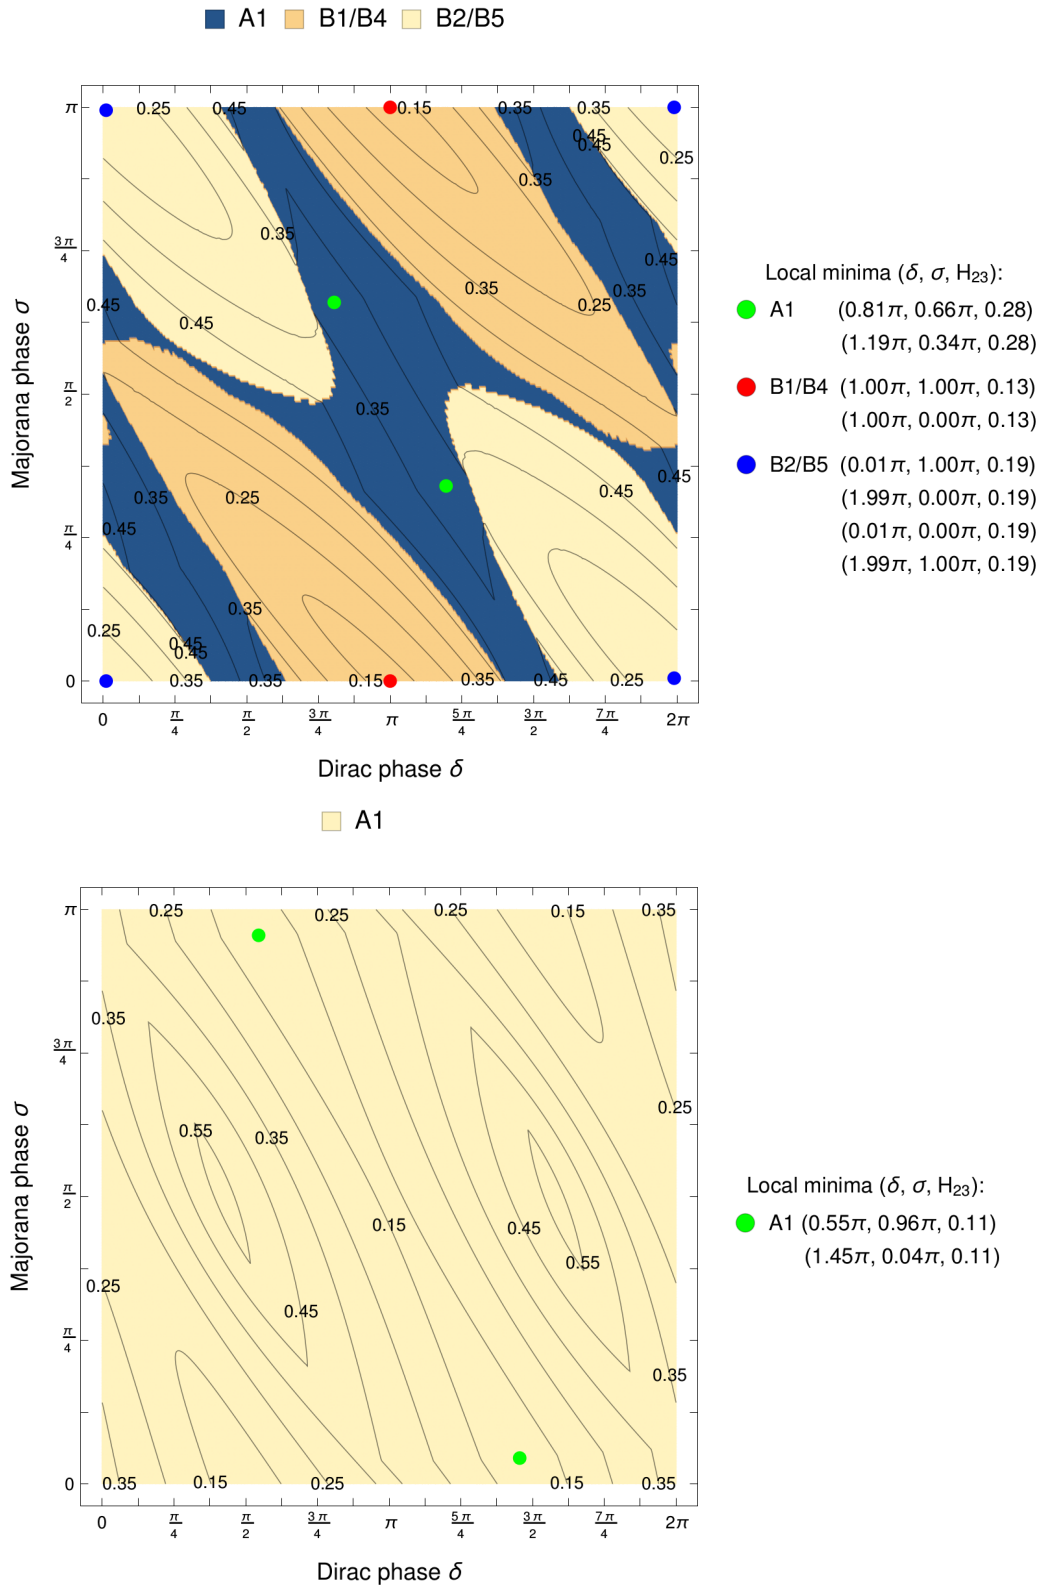 A1 B1/B4 B2/B5
π 0.25 0.45 0.15 0.35 0.35
0.45
0.45
0.25
0.35
3π/4 0.35
0.45
0.35 0.25 0.35
0.45 0.45
π/2
0.35
0.45
0.35 0.25 0.45
π/4 0.45
0.35
0.25
0.45
0.45
0 0.35 0.35 0.15 0.35 0.45 0.25
0 π/4 π/2 3π/4 π 5π/4 3π/2 7π/4 2π
Dirac phase δ
Majorana phase σ
Local minima (δ, σ, H₂₃):
A1 (0.81π, 0.66π, 0.28)
(1.19π, 0.34π, 0.28)
B1/B4 (1.00π, 1.00π, 0.13)
(1.00π, 0.00π, 0.13)
B2/B5 (0.01π, 1.00π, 0.19)
(1.99π, 0.00π, 0.19)
(0.01π, 0.00π, 0.19)
(1.99π, 1.00π, 0.19)
A1
π 0.25 0.25 0.25 0.15 0.35
0.35
3π/4
0.25
0.55 0.35
π/2
0.15 0.45
0.55
0.25
0.45
π/4
0.35
0 0.35 0.15 0.25 0.15 0.35
0 π/4 π/2 3π/4 π 5π/4 3π/2 7π/4 2π
Dirac phase δ
Majorana phase σ
Local minima (δ, σ, H₂₃):
A1 (0.55π, 0.96π, 0.11)
(1.45π, 0.04π, 0.11)